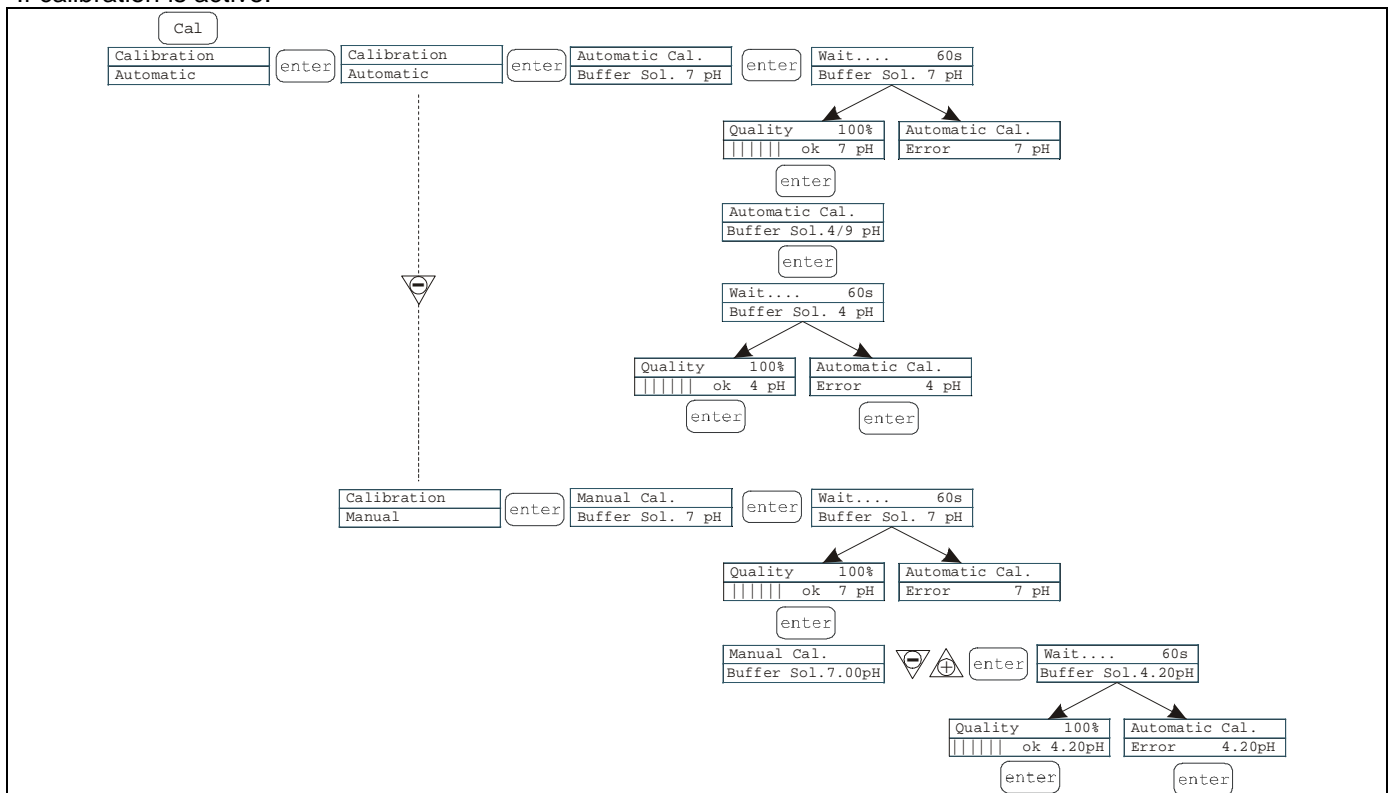 If calibration is active:
Cal
Calibration
Automatic
enter
Calibration
Automatic
enter
Automatic Cal.
Buffer Sol. 7 pH
enter
Wait.... 60s
Buffer Sol. 7 pH
Quality 100%
|||||| ok 7 pH
Automatic Cal.
Error 7 pH
enter
Automatic Cal.
Buffer Sol.4/9 pH
enter
Wait.... 60s
Buffer Sol. 4 pH
Quality 100%
|||||| ok 4 pH
Automatic Cal.
Error 4 pH
enter
enter
Calibration
Manual
enter
Manual Cal.
Buffer Sol. 7 pH
enter
Wait.... 60s
Buffer Sol. 7 pH
Quality 100%
|||||| ok 7 pH
Automatic Cal.
Error 7 pH
enter
Manual Cal.
Buffer Sol.7.00pH
enter
Wait.... 60s
Buffer Sol.4.20pH
Quality 100%
|||||| ok 4.20pH
Automatic Cal.
Error 4.20pH
enter
enter